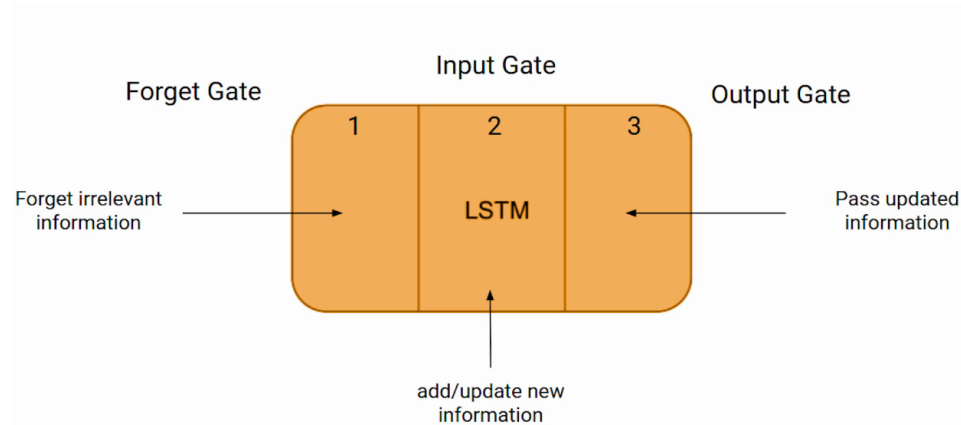 Input Gate
Forget Gate
Output Gate
1
2
3
Forget irrelevant
information
LSTM
Pass updated
information
add/update new
information